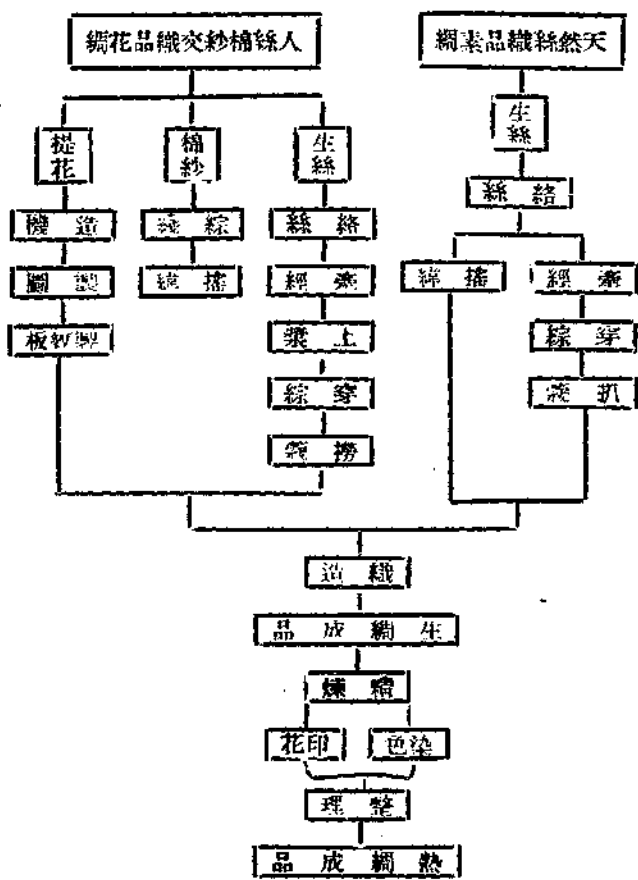 天然絲織品素綢
生絲
絡絲
牽經
搖緯
穿綜
扒
人絲棉紗交織品花綢
生絲
絡絲
牽經
上漿
穿綜
撈
棉紗
搖緯
提花
造機
製圖
製紋板
織造
生綢成品
精煉
染色
印花
整理
熟綢成品